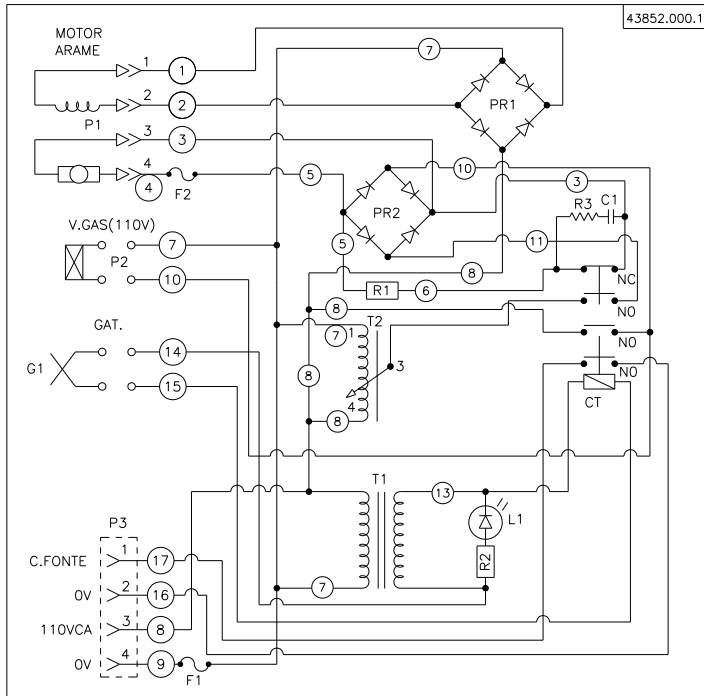 43852.000.1
MOTOR
ARAME
1
1
7
2
2
PR1
P1
3
3
4
4
F2
5
10
3
PR2
R3
C1
V.GAS(110V)
7
P2
5
11
10
8
R1
6
NC
8
NO
T2
GAT.
7
1
NO
14
G1
15
8
3
NO
4
CT
8
T1
13
P3
L1
C.FONTE
1
17
R2
0V
2
16
7
110VCA
3
8
0V
4
9
F1